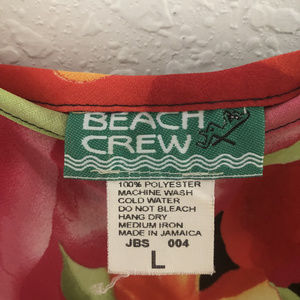 BEACH
CREW
100% POLYESTER
MACHINE WASH
COLD WATER
DO NOT BLEACH
HANG DRY
MEDIUM IRON
MADE IN JAMAICA
JBS 004
L